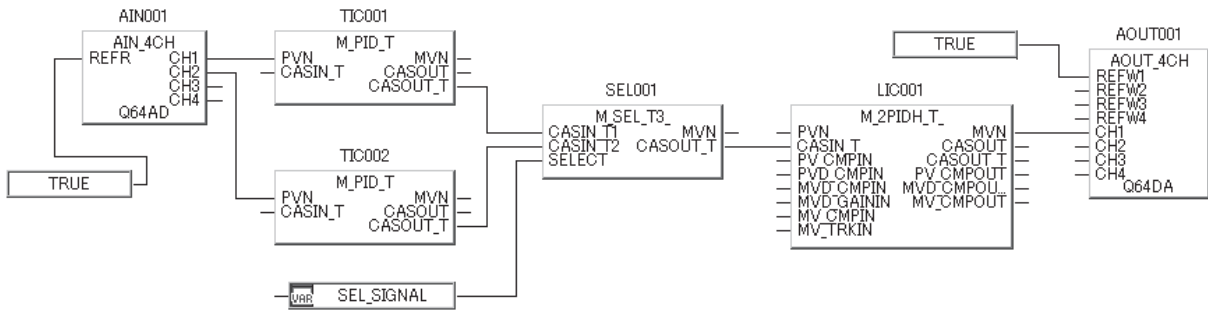 AIN001
AIN_4CH
REFR CH1
CH2
CH3
CH4
Q64AD
TRUE
TIC001
M_PID_T
PVN MVN
CASIN_T CASOUT
CASOUT_T
TIC002
M_PID_T
PVN MVN
CASIN_T CASOUT
CASOUT_T
VAR SEL_SIGNAL
SEL001
M_SEL_T3_
CASIN_T1 MVN
CASIN_T2 CASOUT_T
SELECT
LIC001
M_2PIDH_T_
PVN MVN
CASIN_T CASOUT
PV_CMPIN CASOUT_T
PVD_CMPIN PV_CMPOUT
MVD_CMPIN MVD_CMPOU...
MVD_GAININ MV_CMPOUT
MV_CMPIN
MV_TRKIN
TRUE
AOUT001
AOUT_4CH
REFW1
REFW2
REFW3
REFW4
CH1
CH2
CH3
CH4
Q64DA